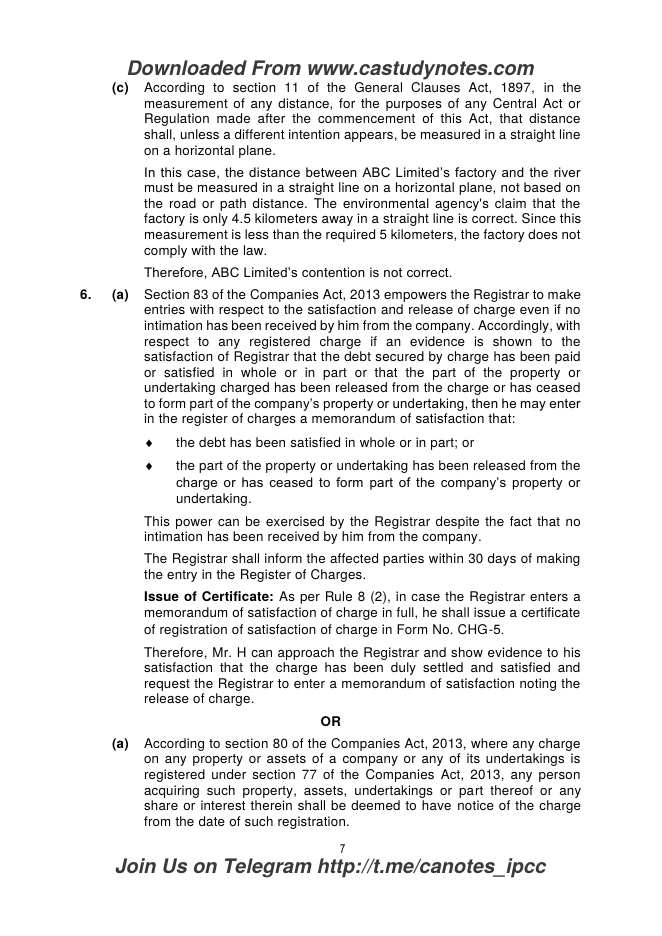 Downloaded From www.castudynotes.com
(c) According to section 11 of the General Clauses Act, 1897, in the
measurement of any distance, for the purposes of any Central Act or
Regulation made after the commencement of this Act, that distance
shall, unless a different intention appears, be measured in a straight line
on a horizontal plane.
In this case, the distance between ABC Limited's factory and the river
must be measured in a straight line on a horizontal plane, not based on
the road or path distance. The environmental agency's claim that the
factory is only 4.5 kilometers away in a straight line is correct. Since this
measurement is less than the required 5 kilometers, the factory does not
comply with the law.
Therefore, ABC Limited's contention is not correct.
6. (a) Section 83 of the Companies Act, 2013 empowers the Registrar to make
entries with respect to the satisfaction and release of charge even if no
intimation has been received by him from the company. Accordingly, with
respect to any registered charge if an evidence is shown to the
satisfaction of Registrar that the debt secured by charge has been paid
or satisfied in whole or in part or that the part of the property or
undertaking charged has been released from the charge or has ceased
to form part of the company's property or undertaking, then he may enter
in the register of charges a memorandum of satisfaction that:
♦ the debt has been satisfied in whole or in part; or
♦ the part of the property or undertaking has been released from the
charge or has ceased to form part of the company's property or
undertaking.
This power can be exercised by the Registrar despite the fact that no
intimation has been received by him from the company.
The Registrar shall inform the affected parties within 30 days of making
the entry in the Register of Charges.
Issue of Certificate: As per Rule 8 (2), in case the Registrar enters a
memorandum of satisfaction of charge in full, he shall issue a certificate
of registration of satisfaction of charge in Form No. CHG-5.
Therefore, Mr. H can approach the Registrar and show evidence to his
satisfaction that the charge has been duly settled and satisfied and
request the Registrar to enter a memorandum of satisfaction noting the
release of charge.
OR
(a) According to section 80 of the Companies Act, 2013, where any charge
on any property or assets of a company or any of its undertakings is
registered under section 77 of the Companies Act, 2013, any person
acquiring such property, assets, undertakings or part thereof or any
share or interest therein shall be deemed to have notice of the charge
from the date of such registration.
7
Join Us on Telegram http://t.me/canotes_ipcc